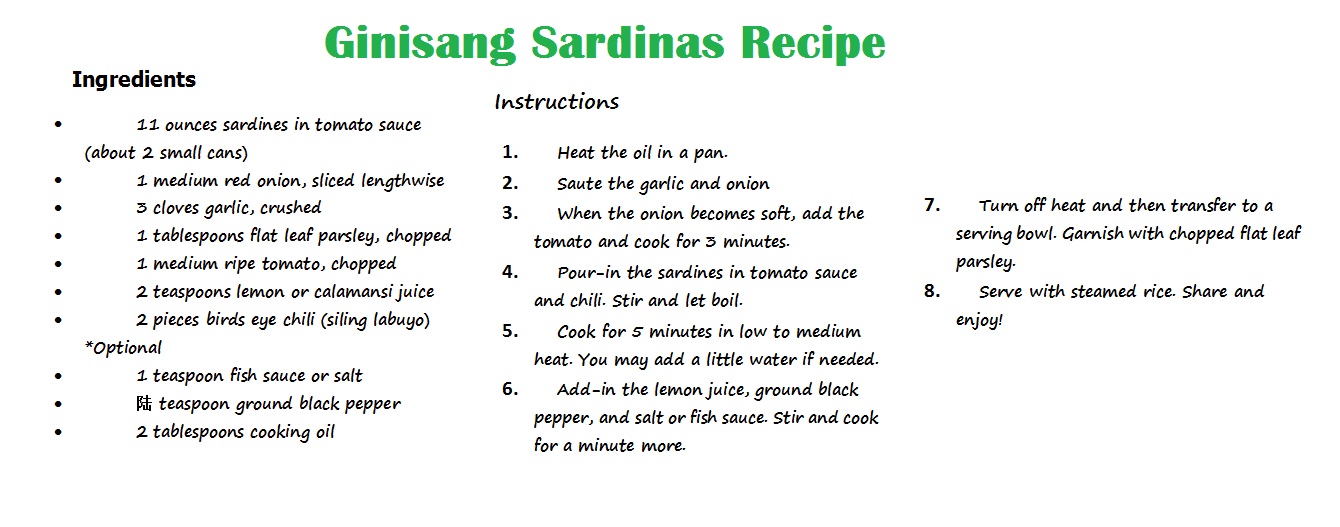 Ginisang Sardinas Recipe
Ingredients
• 11 ounces sardines in tomato sauce
(about 2 small cans)
• 1 medium red onion, sliced lengthwise
• 3 cloves garlic, crushed
• 1 tablespoons flat leaf parsley, chopped
• 1 medium ripe tomato, chopped
• 2 teaspoons lemon or calamansi juice
• 2 pieces birds eye chili (siling labuyo)
*Optional
• 1 teaspoon fish sauce or salt
• 陆 teaspoon ground black pepper
• 2 tablespoons cooking oil
Instructions
1. Heat the oil in a pan.
2. Saute the garlic and onion
3. When the onion becomes soft, add the
tomato and cook for 3 minutes.
4. Pour-in the sardines in tomato sauce
and chili. Stir and let boil.
5. Cook for 5 minutes in low to medium
heat. You may add a little water if needed.
6. Add-in the lemon juice, ground black
pepper, and salt or fish sauce. Stir and cook
for a minute more.
7. Turn off heat and then transfer to a
serving bowl. Garnish with chopped flat leaf
parsley.
8. Serve with steamed rice. Share and
enjoy!